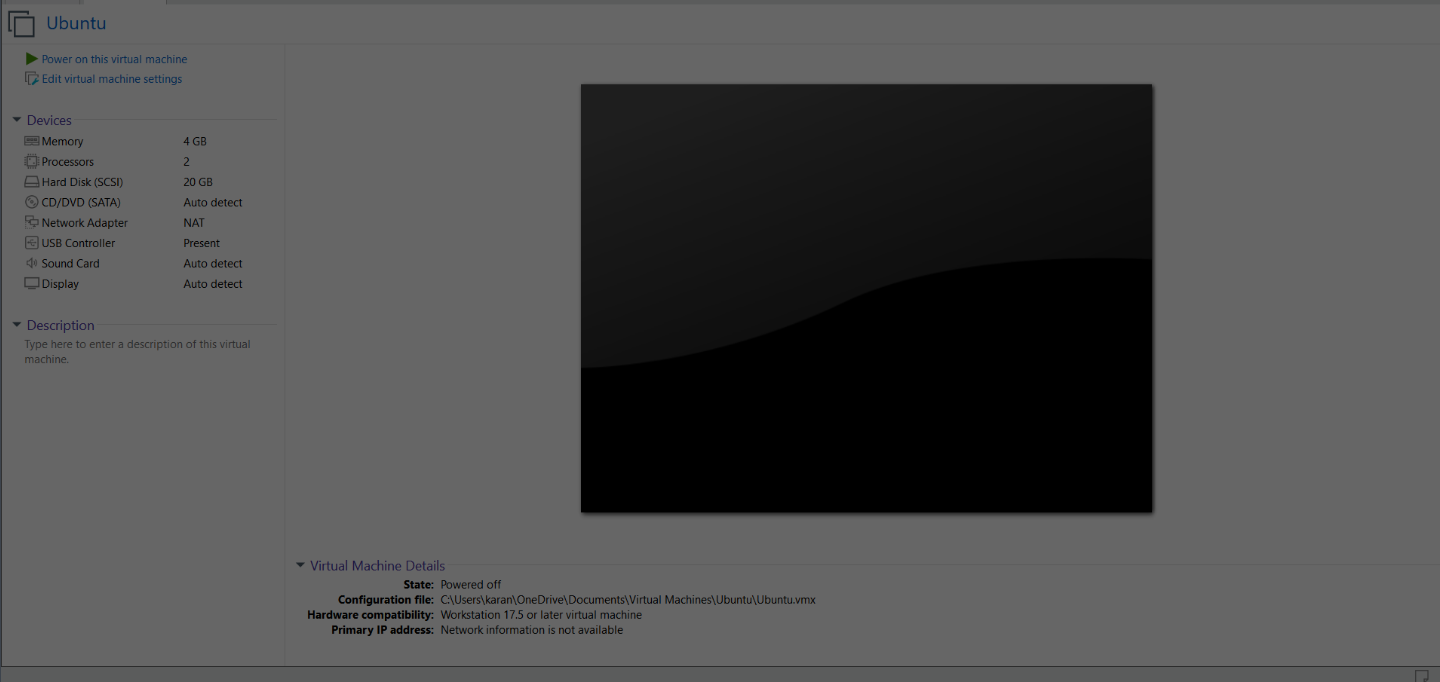 Ubuntu
Power on this virtual machine
Edit virtual machine settings
Devices
Memory 4 GB
Processors 2
Hard Disk (SCSI) 20 GB
CD/DVD (SATA) Auto detect
Network Adapter NAT
USB Controller Present
Sound Card Auto detect
Display Auto detect
Description
Type here to enter a description of this virtual
machine.
Virtual Machine Details
State: Powered off
Configuration file: C:\Users\karan\OneDrive\Documents\Virtual Machines\Ubuntu\Ubuntu.vmx
Hardware compatibility: Workstation 17.5 or later virtual machine
Primary IP address: Network information is not available